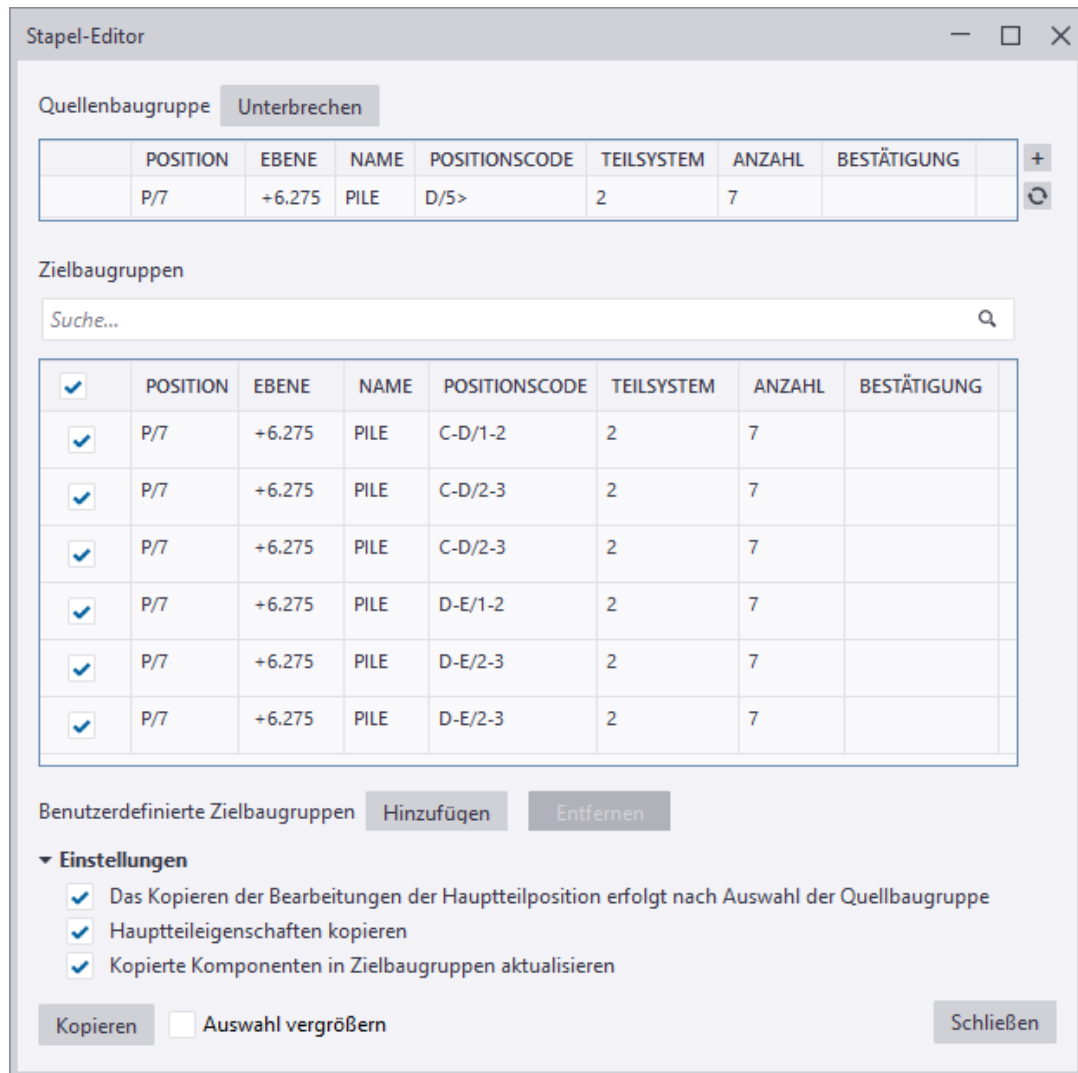 Stapel-Editor
Quellenbaugruppe Unterbrechen
POSITION EBENE NAME POSITIONSCODE TEILSYSTEM ANZAHL BESTÄTIGUNG
P/7 +6.275 PILE D/5> 2 7
Zielbaugruppen
Suche...
POSITION EBENE NAME POSITIONSCODE TEILSYSTEM ANZAHL BESTÄTIGUNG
P/7 +6.275 PILE C-D/1-2 2 7
P/7 +6.275 PILE C-D/2-3 2 7
P/7 +6.275 PILE C-D/2-3 2 7
P/7 +6.275 PILE D-E/1-2 2 7
P/7 +6.275 PILE D-E/2-3 2 7
P/7 +6.275 PILE D-E/2-3 2 7
Benutzerdefinierte Zielbaugruppen Hinzufügen Entfernen
Einstellungen
Das Kopieren der Bearbeitungen der Hauptteilposition erfolgt nach Auswahl der Quellbaugruppe
Hauptteileigenschaften kopieren
Kopierte Komponenten in Zielbaugruppen aktualisieren
Kopieren Auswahl vergrößern Schließen